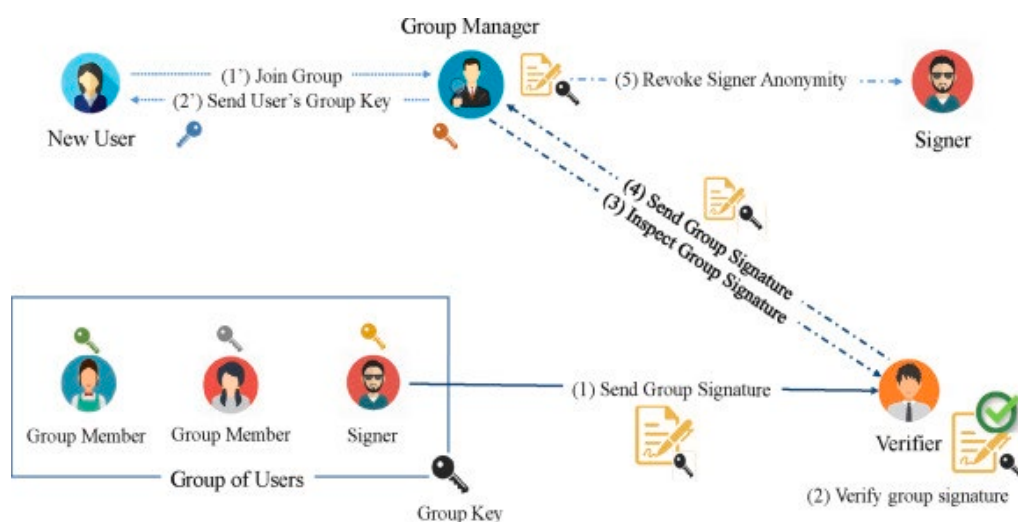 Group Manager
(1') Join Group
(2') Send User's Group Key
(5) Revoke Signer Anonymity
New User
Signer
(4) Send Group Signature
(3) Inspect Group Signature
Group Member
Group Member
Signer
(1) Send Group Signature
Verifier
Group of Users
Group Key
(2) Verify group signature